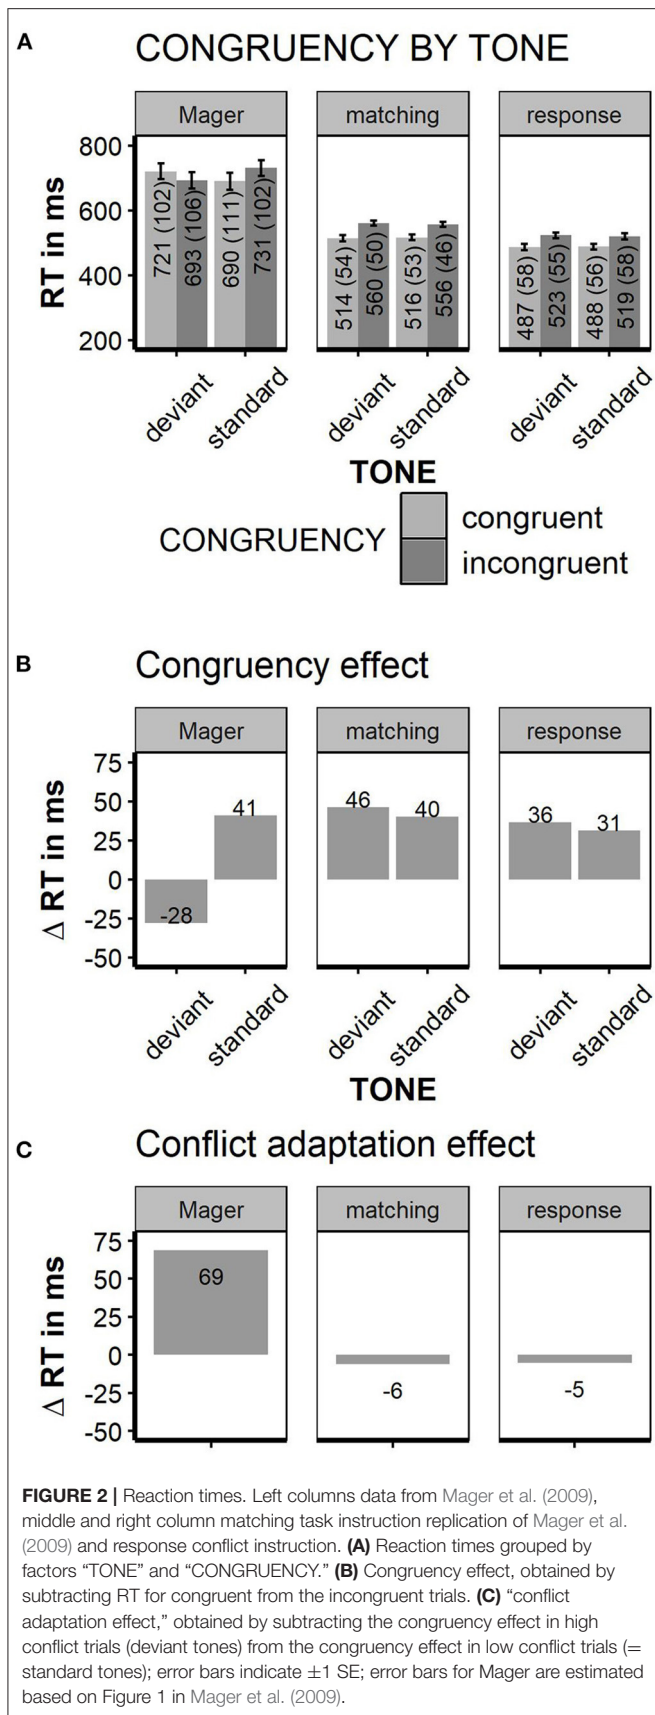 A
CONGRUENCY BY TONE
Mager
matching
response
RT in ms
800
600
400
200
721 (102)
693 (106)
690 (111)
731 (102)
514 (54)
560 (50)
516 (53)
556 (46)
487 (58)
523 (55)
488 (56)
519 (58)
deviant
standard
deviant
standard
deviant
standard
TONE
CONGRUENCY
congruent
incongruent
B
Congruency effect
Mager
matching
response
Δ RT in ms
75
50
25
0
-25
-50
-28
41
46
40
36
31
deviant
standard
deviant
standard
deviant
standard
TONE
C
Conflict adaptation effect
Mager
matching
response
Δ RT in ms
75
50
25
0
-25
-50
69
-6
-5
FIGURE 2 | Reaction times. Left columns data from Mager et al. (2009),
middle and right column matching task instruction replication of Mager et al.
(2009) and response conflict instruction. (A) Reaction times grouped by
factors “TONE” and “CONGRUENCY.” (B) Congruency effect, obtained by
subtracting RT for congruent from the incongruent trials. (C) “conflict
adaptation effect,” obtained by subtracting the congruency effect in high
conflict trials (deviant tones) from the congruency effect in low conflict trials (=
standard tones); error bars indicate ±1 SE; error bars for Mager are estimated
based on Figure 1 in Mager et al. (2009).